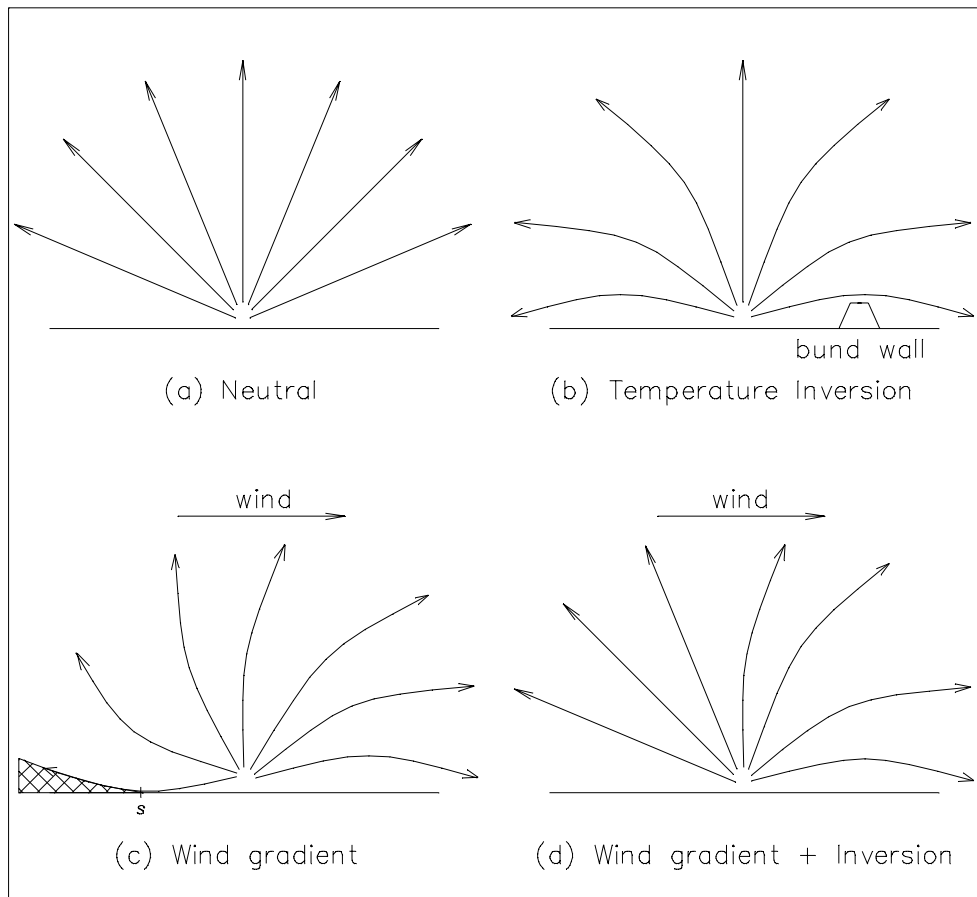 bund wall
(a) Neutral
(b) Temperature Inversion
wind
wind
s
(c) Wind gradient
(d) Wind gradient + Inversion